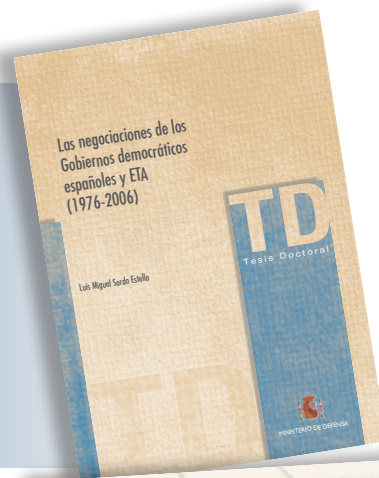 Las negociaciones de los
Gobiernos democráticos
españoles y ETA
(1976-2006)
Luis Miguel Sordo Estella
TD
Tesis Doctoral
TD
MINISTERIO DE DEFENSA